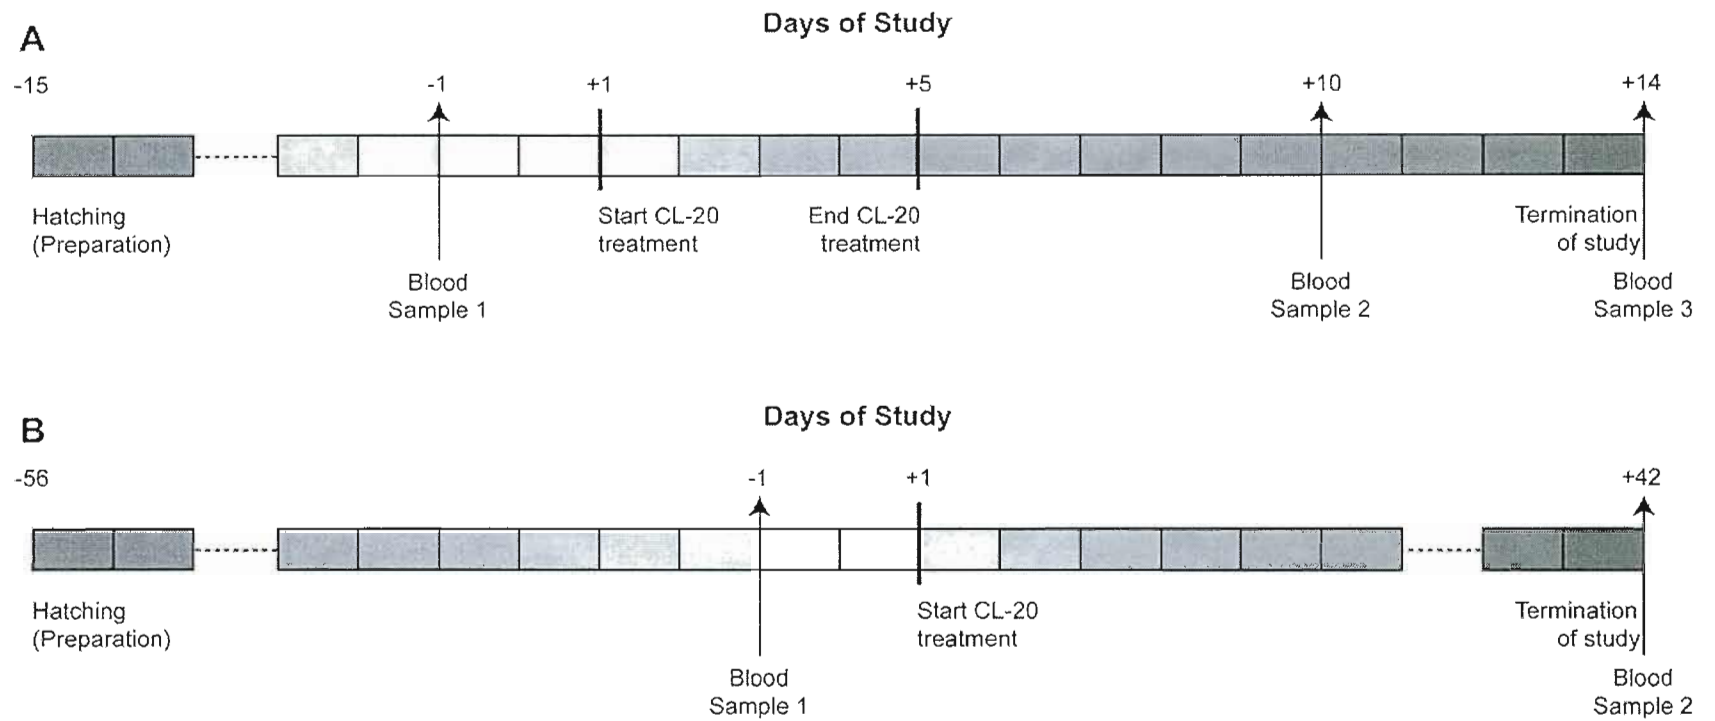 Days of Study
A
-15 -1 +1 +5 +10 +14
Hatching
(Preparation)
Start CL-20
treatment
End CL-20
treatment
Termination
of study
Blood
Sample 1
Blood
Sample 2
Blood
Sample 3
Days of Study
B
-56 -1 +1 +42
Hatching
(Preparation)
Start CL-20
treatment
Termination
of study
Blood
Sample 1
Blood
Sample 2